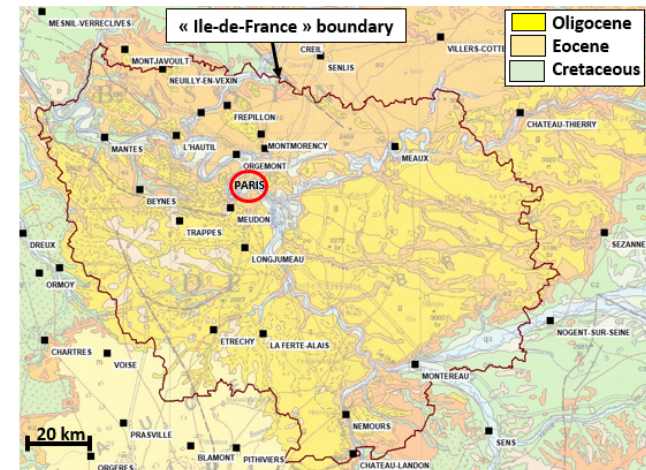 « Ile-de-France » boundary
Oligocene
Eocene
Cretaceous
MESNIL-VERRECLIVES
MONTJAVOULT
CREIL
SENLIS
VILLERS-COTTE
NEUILLY-EN-VEXIN
FREPILLON
CHATEAU-THIERRY
MANTES
L'HAUTIL
MONTMORENCY
MEAUX
ORGEMONT
PARIS
BEYNES
MEUDON
TRAPPES
SEZANNE
DREUX
LONGJUMEAU
ORMOY
NOGENT-SUR-SEINE
ETRECHY
LA FERTE-ALAIS
CHARTRES
VOISE
MONTEREAU
NEMOURS
PRASVILLE
SENS
20 km
ORGERES
BLAMONT
PITHIVIERS
CHATEAU-LANDON